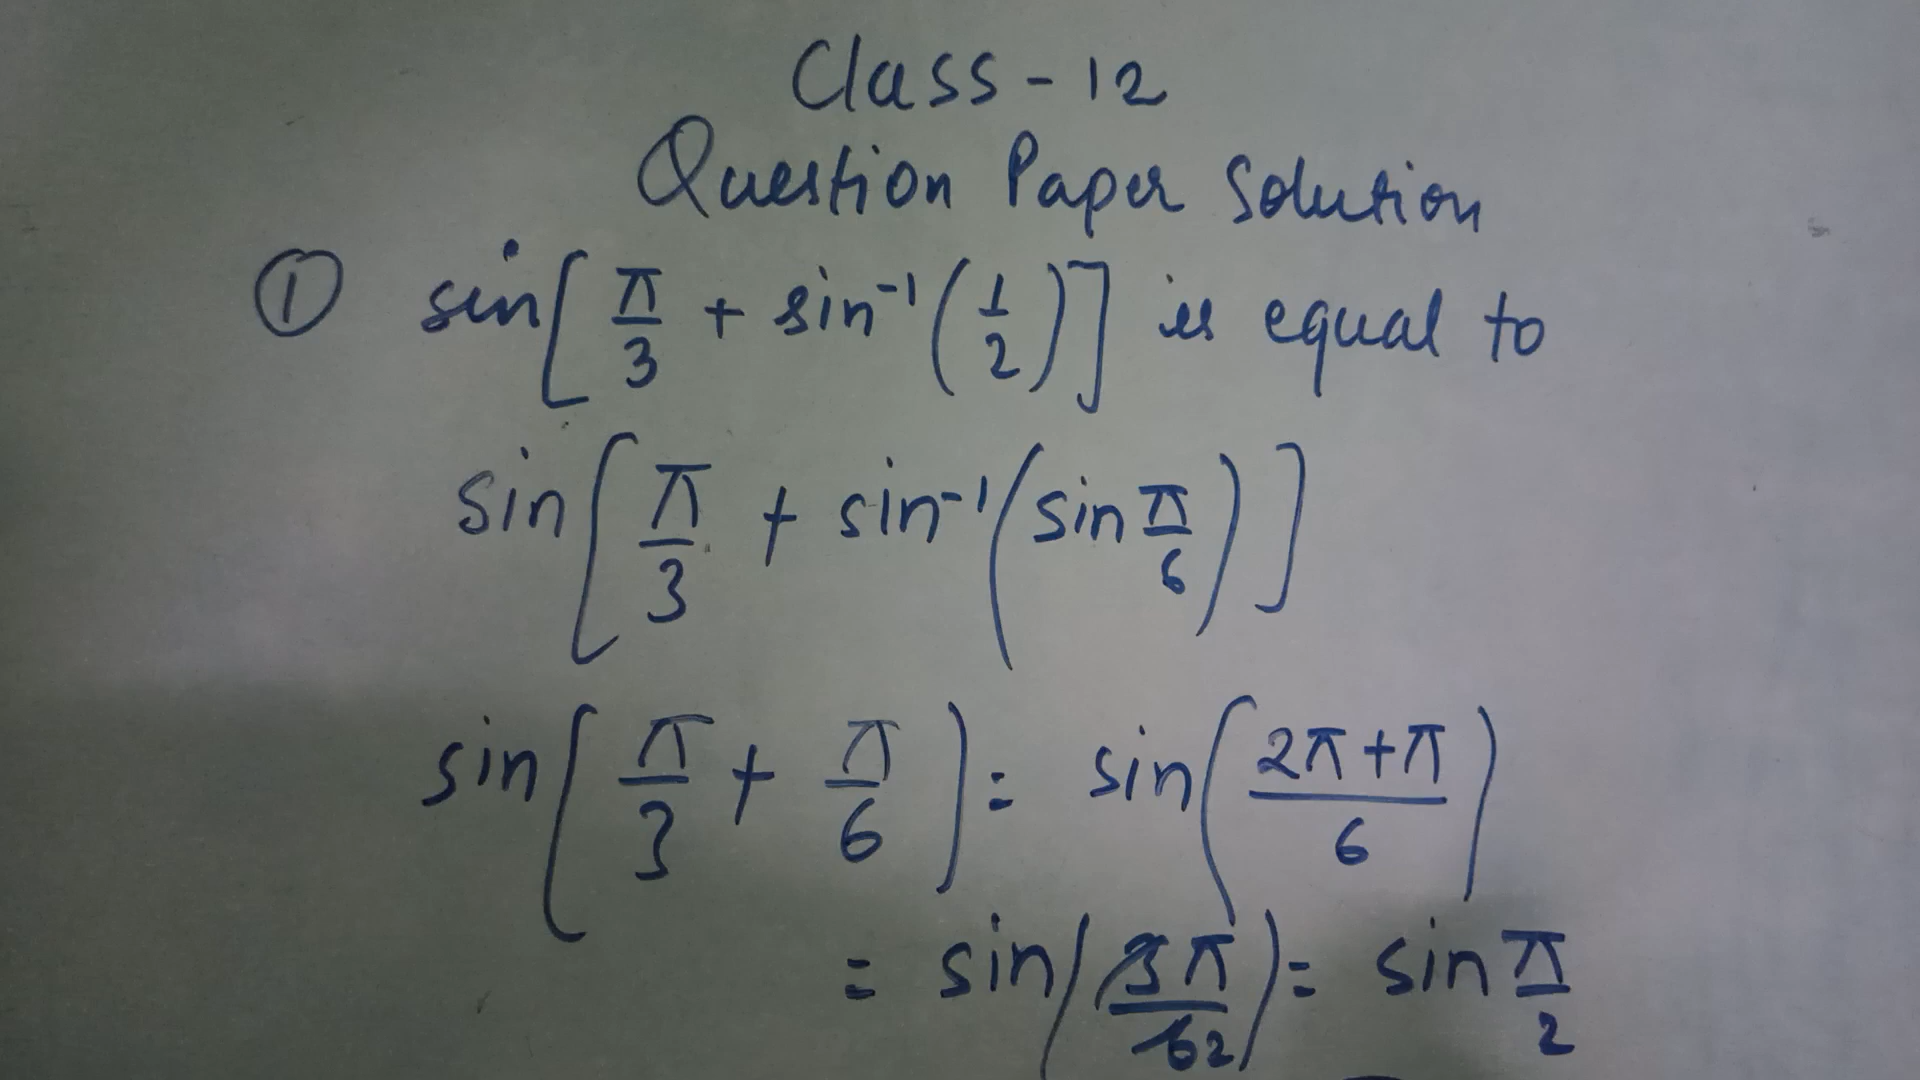 Class - 12
Question Paper Solution
① sin[π/3 + sin⁻¹(1/2)] is equal to
sin[π/3 + sin⁻¹(sin π/6)]
sin[π/3 + π/6] = sin(2π+π/6)
= sin(3π/62) = sin π/2